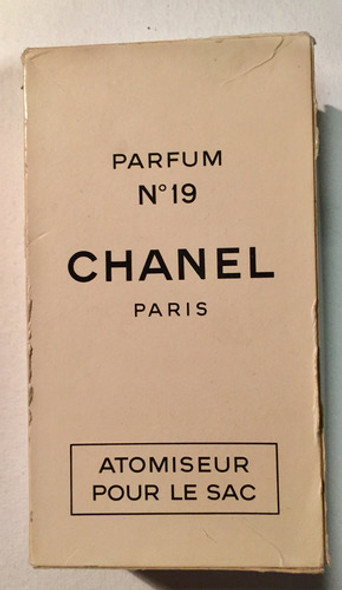 PARFUM
N°19
CHANEL
PARIS
ATOMISEUR
POUR LE SAC